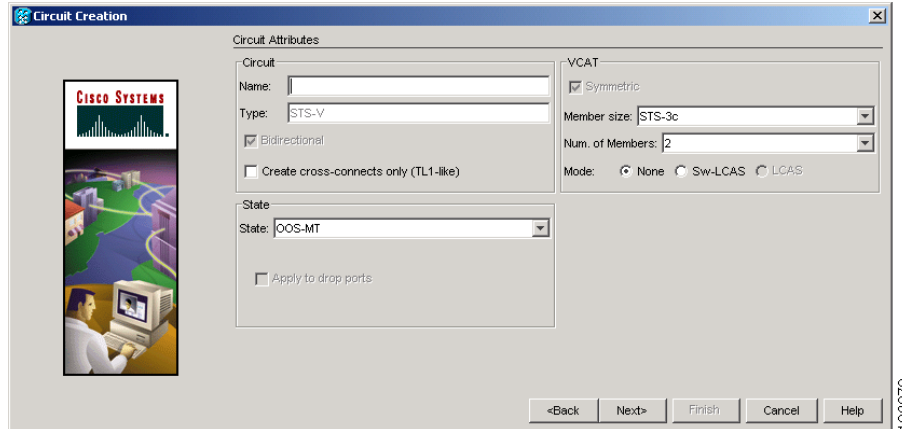 Circuit Creation
Circuit Attributes
CISCO SYSTEMS
Circuit
Name:
Type: STS-V
Bidirectional
Create cross-connects only (TL1-like)
VCAT
Symmetric
Member size: STS-3c
Num. of Members: 2
Mode: None Sw-LCAS LCAS
State
State: OOS-MT
Apply to drop ports
<Back Next> Finish Cancel Help